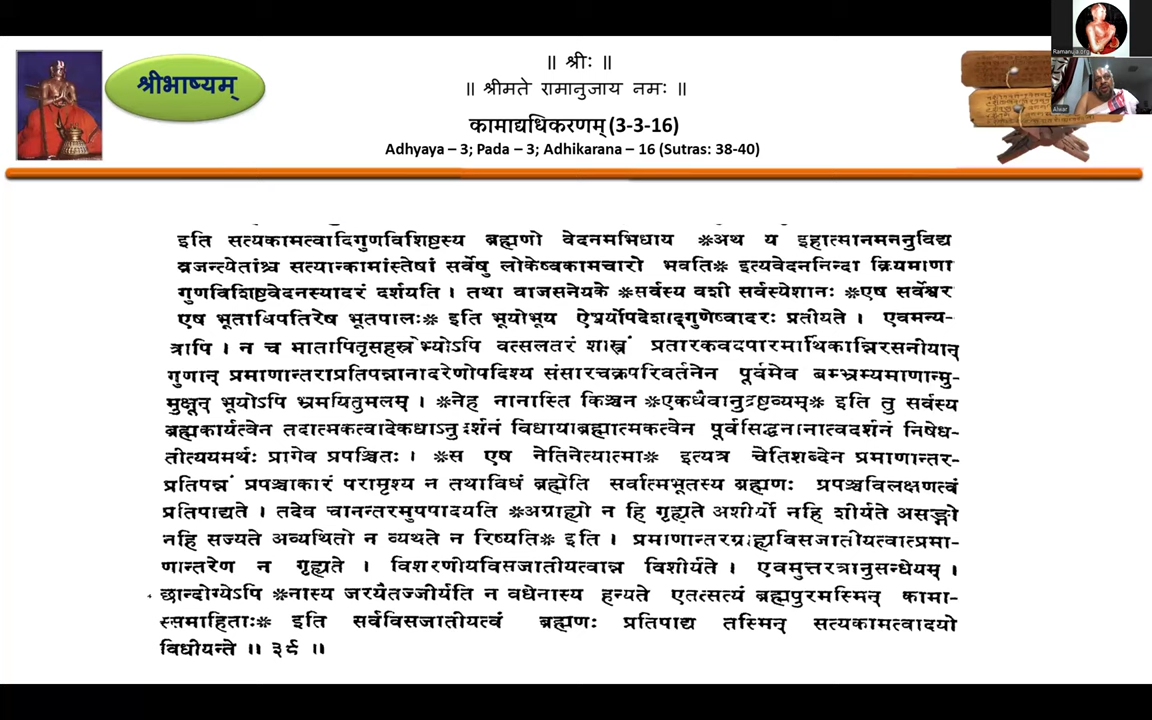 श्रीभाष्यम्
॥ श्रीः ॥
॥ श्रीमते रामानुजाय नमः ॥
कामाद्यधिकरणम् (3-3-16)
Adhyaya – 3; Pada – 3; Adhikarana – 16 (Sutras: 38-40)
Ramanuja.org
Alwar
इति सत्यकामत्वादिगुणविशिष्टस्य ब्रह्मणो वेदनमभिधाय *अथ य इहात्मानमननुविद्य
व्रजन्त्येतांश्च सत्यान्कामांस्तेषां सर्वेषु लोकेष्वकामचारो भवति* इत्यवेदननिन्दा क्रियमाणा
गुणविशिष्टवेदनस्यादरं दर्शयति । तथा वाजसनेयके *सर्वस्य वशी सर्वस्येशानः *एष सर्वेश्वर
एष भूताधिपतिरेष भूतपालः* इति भूयोभूय ऐश्वर्योपदेशाद्गुणेष्वादरः प्रतीयते । एवमन्य-
त्रापि । न च मातापितृसहस्रेभ्योऽपि वत्सलतरं शास्त्रं प्रतारकवदपारमार्थिकान्निरसनीयान्
गुणान् प्रमाणान्तराप्रतिपन्नानादरेणोपदिश्य संसारचक्रपरिवर्तनेन पूर्वमेव बम्भ्रम्यमाणान्मु-
मुक्षून् भूयोऽपि भ्रमयितुमलम् । *नेह नानास्ति किञ्चन *एकधैवानुद्रष्टव्यम्* इति तु सर्वस्य
ब्रह्मकार्यत्वेन तदात्मकत्वादेकधाऽनुदर्शनं विधायाब्रह्मात्मकत्वेन पूर्वसिद्धनानात्वदर्शनं निषेध-
तीत्ययमर्थः प्रागेव प्रपञ्चितः । *स एष नेतिनेत्यात्मा* इत्यत्र चेतिशब्देन प्रमाणान्तर-
प्रतिपन्नं प्रपञ्चाकारं परामृश्य न तथाविधं ब्रह्मेति सर्वात्मभूतस्य ब्रह्मणः प्रपञ्चविलक्षणत्वं
प्रतिपाद्यते । तदेव चानन्तरमुपपादयति *अग्राह्यो न हि गृह्यते अशीर्यो नहि शीर्यते असङ्गो
नहि सज्यते अव्यथितो न व्यथते न रिष्यति* इति । प्रमाणान्तरग्राह्यविसजातीयत्वात्प्रमा-
णान्तरेण न गृह्यते । विशरणीयविसजातीयत्वान्न विशीर्यते । एवमुत्तरत्रानुसन्धेयम् ।
छान्दोग्येऽपि *नास्य जरयैतज्जीर्यति न वधेनास्य हन्यते एतत्सत्यं ब्रह्मपुरमस्मिन् कामा-
स्समाहिताः* इति सर्वविसजातीयत्वं ब्रह्मणः प्रतिपाद्य तस्मिन् सत्यकामत्वादयो
विधीयन्ते ॥ ३८ ॥